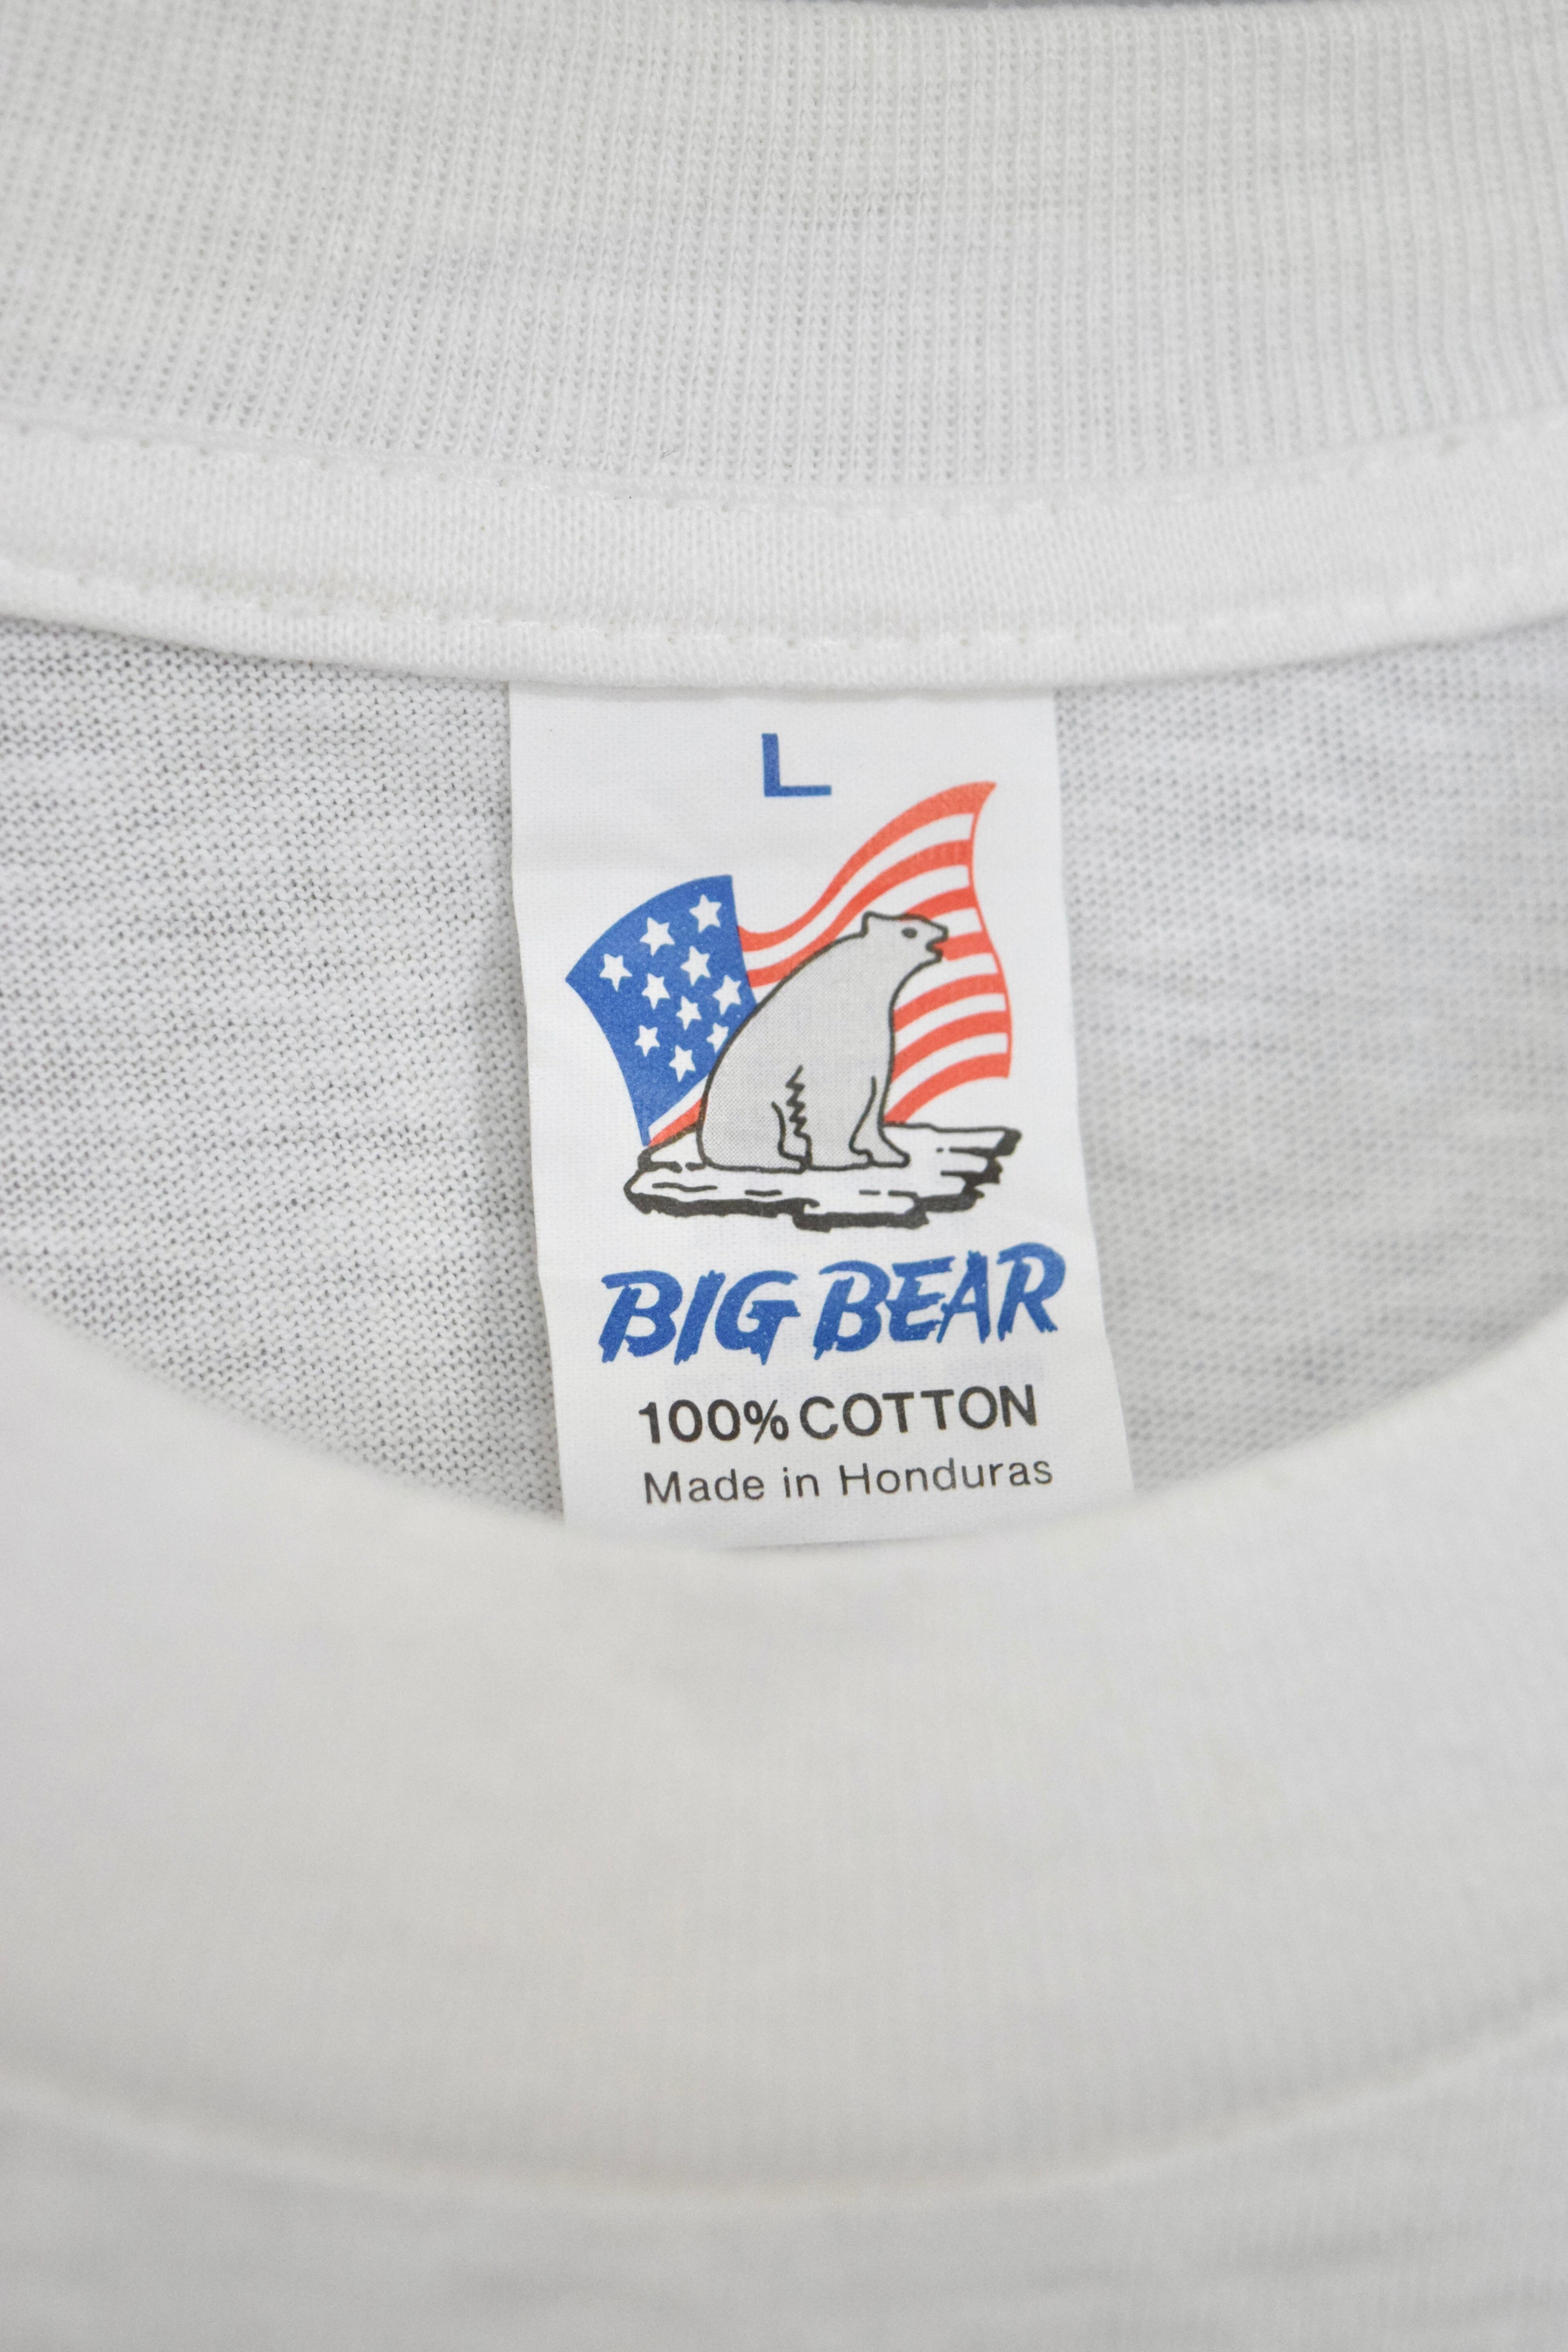 L
BIG BEAR
100% COTTON
Made in Honduras